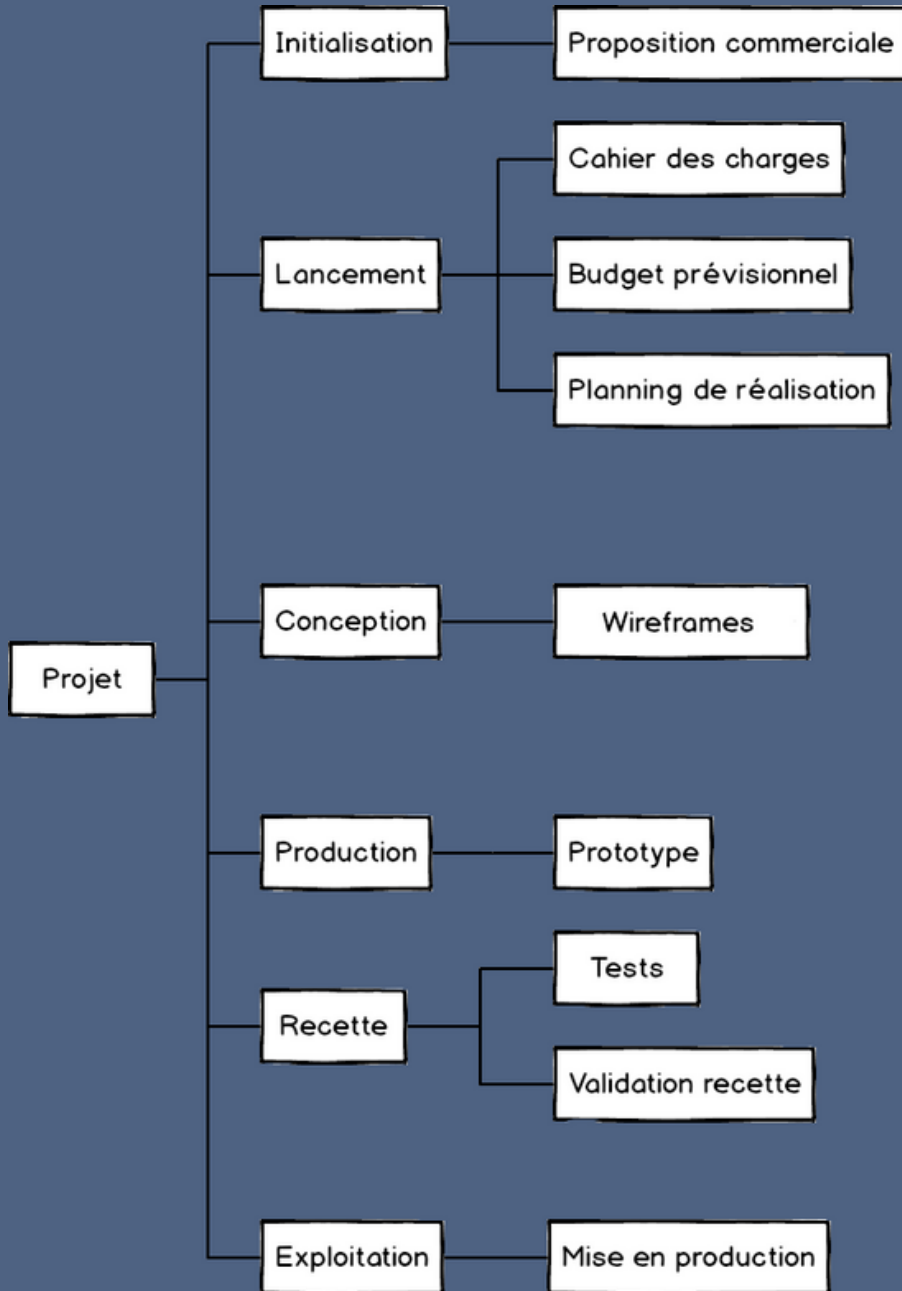 Initialisation
Proposition commerciale
Cahier des charges
Lancement
Budget prévisionnel
Planning de réalisation
Conception
Wireframes
Projet
Production
Prototype
Tests
Recette
Validation recette
Exploitation
Mise en production